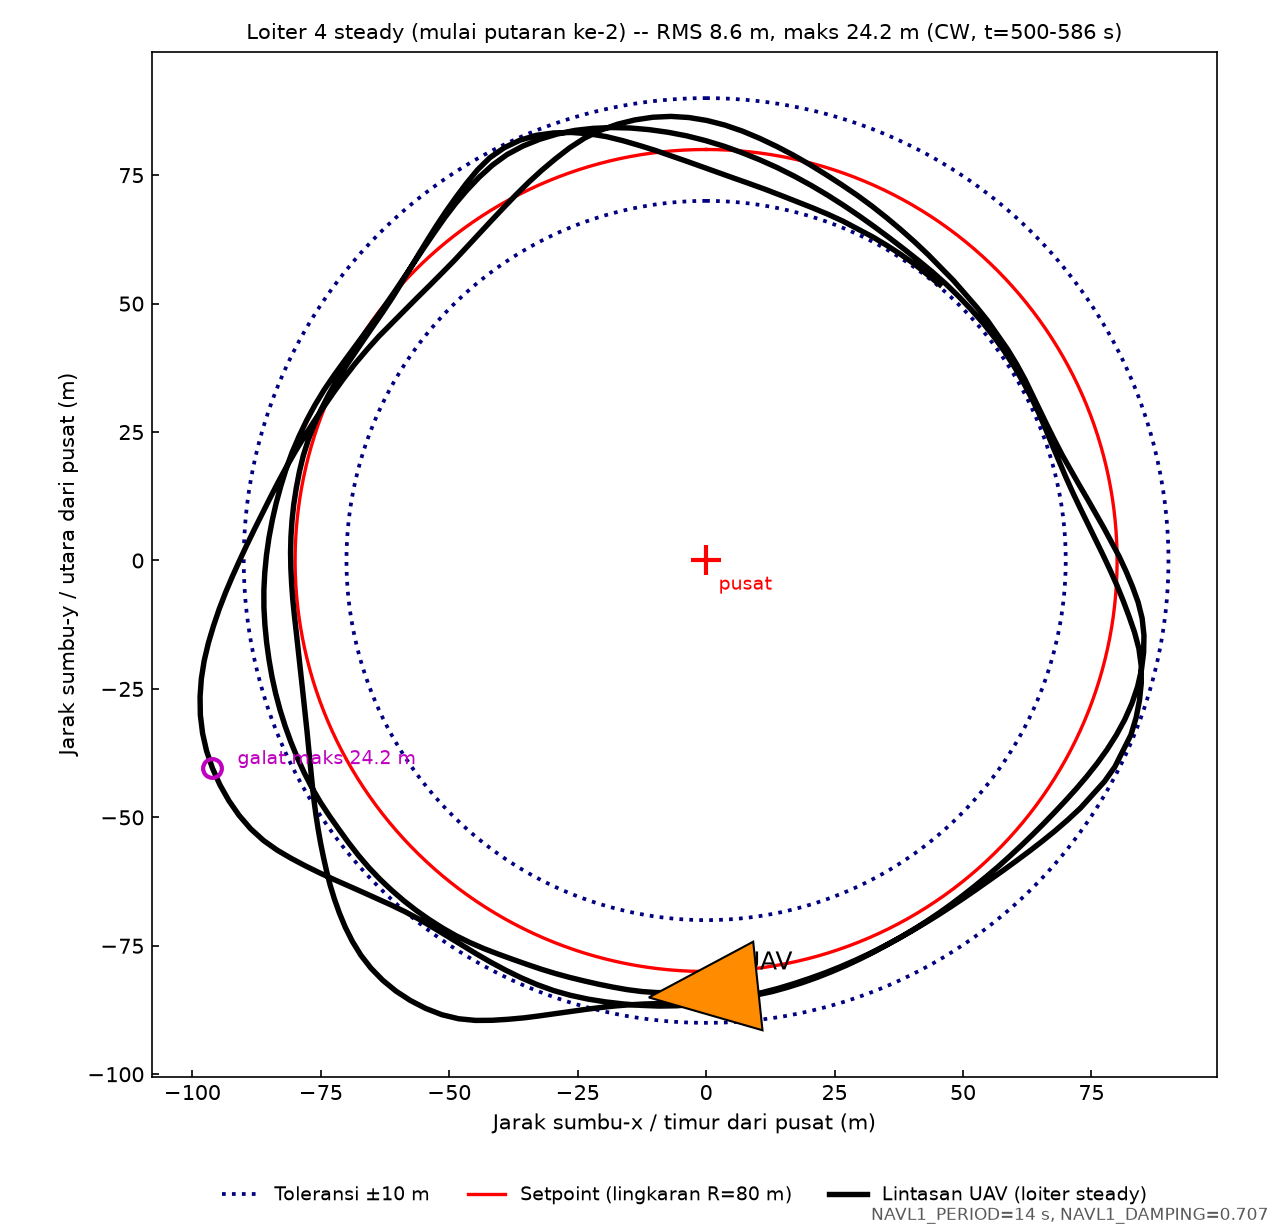 Loiter 4 steady (mulai putaran ke-2) -- RMS 8.6 m, maks 24.2 m (CW, t=500-586 s)
Jarak sumbu-y / utara dari pusat (m)
75
50
25
0
−25
−50
−75
−100
pusat
galat maks 24.2 m
−100
−75
−50
−25
0
25
50
75
Jarak sumbu-x / timur dari pusat (m)
Toleransi ±10 m
Setpoint (lingkaran R=80 m)
Lintasan UAV (loiter steady)
NAVL1_PERIOD=14 s, NAVL1_DAMPING=0.707